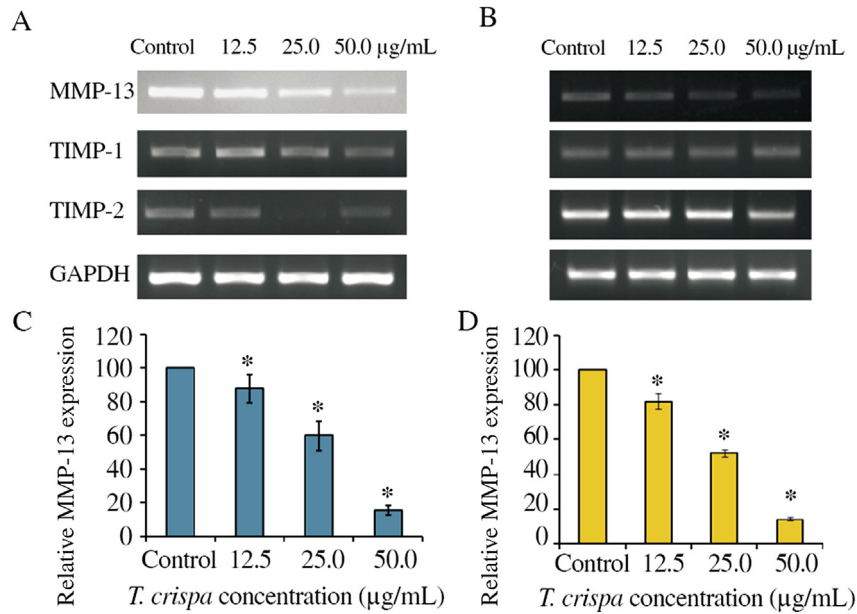 A
Control 12.5 25.0 50.0 µg/mL
MMP-13
TIMP-1
TIMP-2
GAPDH
B
Control 12.5 25.0 50.0 µg/mL
C
Relative MMP-13 expression
120
100
80
60
40
20
0
* * *
Control 12.5 25.0 50.0
T. crispa concentration (µg/mL)
D
Relative MMP-13 expression
120
100
80
60
40
20
0
* * *
Control 12.5 25.0 50.0
T. crispa concentration (µg/mL)